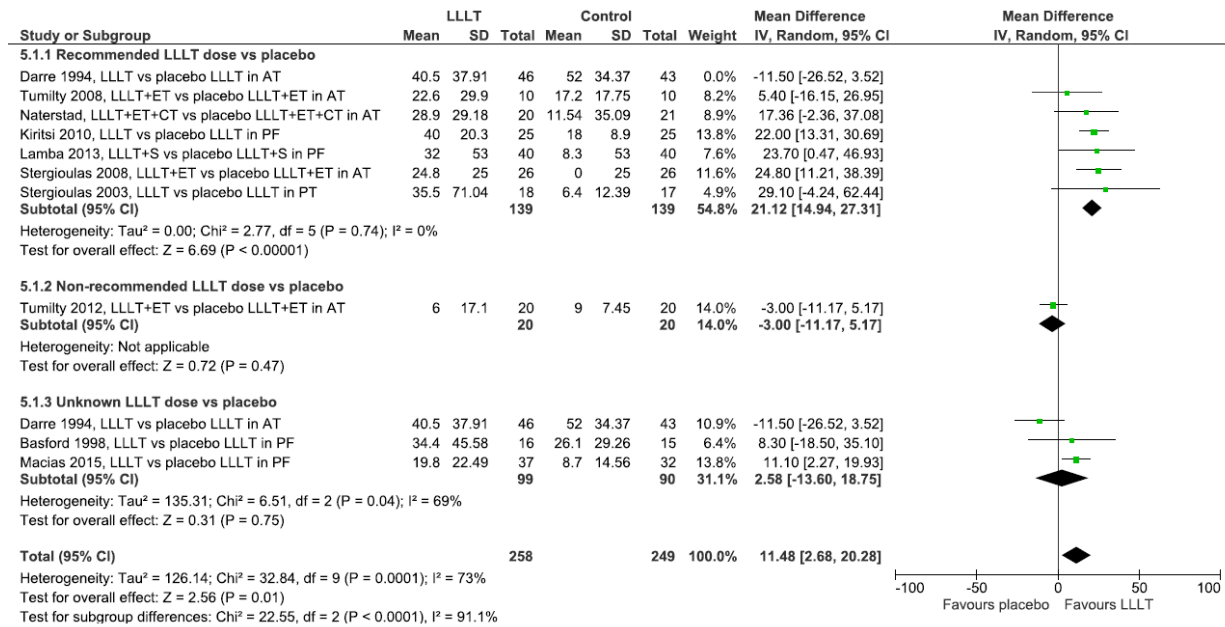 LLLT Control Mean Difference Mean Difference
Study or Subgroup Mean SD Total Mean SD Total Weight IV, Random, 95% CI IV, Random, 95% CI
5.1.1 Recommended LLLT dose vs placebo
Darre 1994, LLLT vs placebo LLLT in AT 40.5 37.91 46 52 34.37 43 0.0% -11.50 [-26.52, 3.52]
Tumilty 2008, LLLT+ET vs placebo LLLT+ET in AT 22.6 29.9 10 17.2 17.75 10 8.2% 5.40 [-16.15, 26.95]
Naterstad, LLLT+ET+CT vs placebo LLLT+ET+CT in AT 28.9 29.18 20 11.54 35.09 21 8.9% 17.36 [-2.36, 37.08]
Kiritsi 2010, LLLT vs placebo LLLT in PF 40 20.3 25 18 8.9 25 13.8% 22.00 [13.31, 30.69]
Lamba 2013, LLLT+S vs placebo LLLT+S in PF 32 53 40 8.3 53 40 7.6% 23.70 [0.47, 46.93]
Stergioulas 2008, LLLT+ET vs placebo LLLT+ET in AT 24.8 25 26 0 25 26 11.6% 24.80 [11.21, 38.39]
Stergioulas 2003, LLLT vs placebo LLLT in PT 35.5 71.04 18 6.4 12.39 17 4.9% 29.10 [-4.24, 62.44]
Subtotal (95% CI) 139 139 54.8% 21.12 [14.94, 27.31]
Heterogeneity: Tau² = 0.00; Chi² = 2.77, df = 5 (P = 0.74); I² = 0%
Test for overall effect: Z = 6.69 (P < 0.00001)
5.1.2 Non-recommended LLLT dose vs placebo
Tumilty 2012, LLLT+ET vs placebo LLLT+ET in AT 6 17.1 20 9 7.45 20 14.0% -3.00 [-11.17, 5.17]
Subtotal (95% CI) 20 20 14.0% -3.00 [-11.17, 5.17]
Heterogeneity: Not applicable
Test for overall effect: Z = 0.72 (P = 0.47)
5.1.3 Unknown LLLT dose vs placebo
Darre 1994, LLLT vs placebo LLLT in AT 40.5 37.91 46 52 34.37 43 10.9% -11.50 [-26.52, 3.52]
Basford 1998, LLLT vs placebo LLLT in PF 34.4 45.58 16 26.1 29.26 15 6.4% 8.30 [-18.50, 35.10]
Macias 2015, LLLT vs placebo LLLT in PF 19.8 22.49 37 8.7 14.56 32 13.8% 11.10 [2.27, 19.93]
Subtotal (95% CI) 99 90 31.1% 2.58 [-13.60, 18.75]
Heterogeneity: Tau² = 135.31; Chi² = 6.51, df = 2 (P = 0.04); I² = 69%
Test for overall effect: Z = 0.31 (P = 0.75)
Total (95% CI) 258 249 100.0% 11.48 [2.68, 20.28]
Heterogeneity: Tau² = 126.14; Chi² = 32.84, df = 9 (P = 0.0001); I² = 73%
Test for overall effect: Z = 2.56 (P = 0.01)
Test for subgroup differences: Chi² = 22.55, df = 2 (P < 0.0001), I² = 91.1%
-100 -50 0 50 100
Favours placebo Favours LLLT